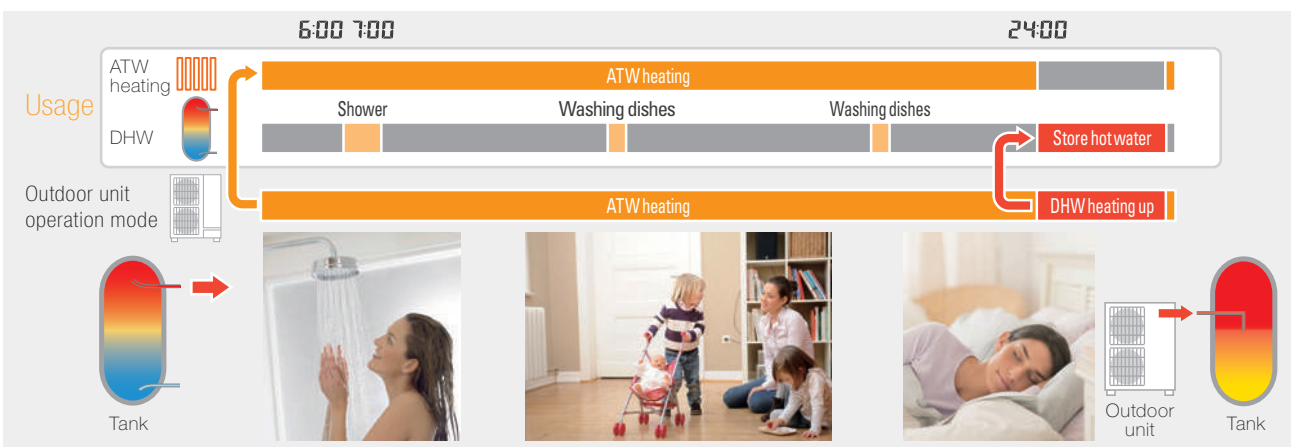 6:00 7:00
24:00
Usage
ATW
heating
ATW heating
Shower
Washing dishes
Washing dishes
DHW
Store hot water
Outdoor unit
operation mode
ATW heating
DHW heating up
Tank
Outdoor
unit
Tank